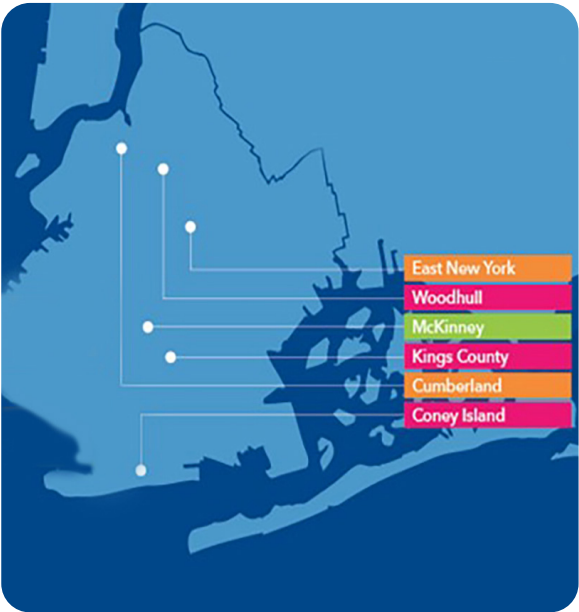 East New York
Woodhull
McKinney
Kings County
Cumberland
Coney Island